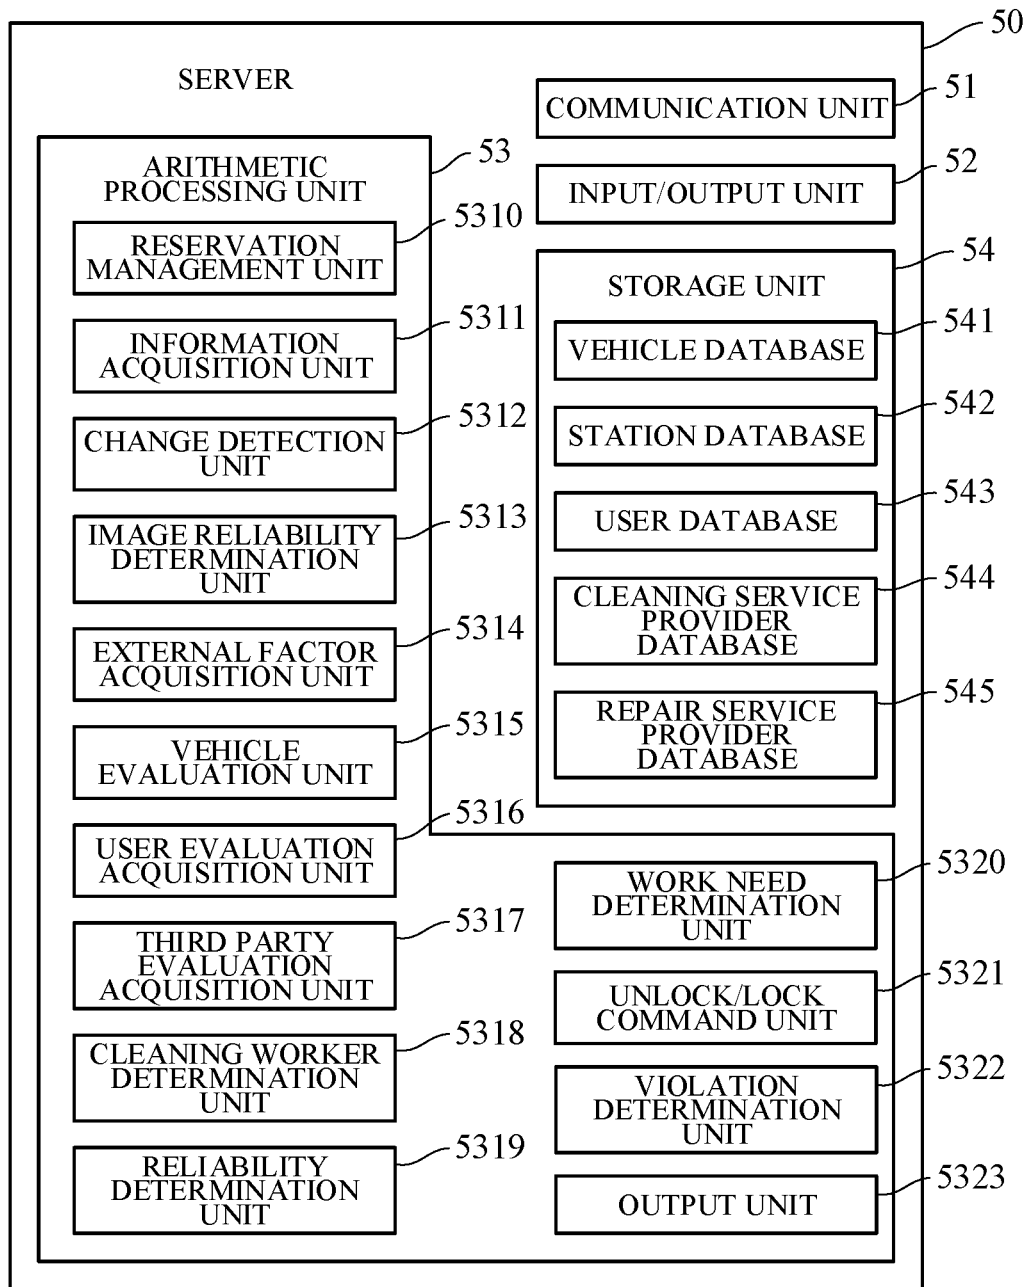 50
SERVER
51
COMMUNICATION UNIT
52
INPUT/OUTPUT UNIT
53
ARITHMETIC
PROCESSING UNIT
5310
RESERVATION
MANAGEMENT UNIT
5311
INFORMATION
ACQUISITION UNIT
5312
CHANGE DETECTION
UNIT
5313
IMAGE RELIABILITY
DETERMINATION
UNIT
5314
EXTERNAL FACTOR
ACQUISITION UNIT
5315
VEHICLE
EVALUATION UNIT
5316
USER EVALUATION
ACQUISITION UNIT
5317
THIRD PARTY
EVALUATION
ACQUISITION UNIT
5318
CLEANING WORKER
DETERMINATION
UNIT
5319
RELIABILITY
DETERMINATION
UNIT
54
STORAGE UNIT
541
VEHICLE DATABASE
542
STATION DATABASE
543
USER DATABASE
544
CLEANING SERVICE
PROVIDER
DATABASE
545
REPAIR SERVICE
PROVIDER
DATABASE
5320
WORK NEED
DETERMINATION
UNIT
5321
UNLOCK/LOCK
COMMAND UNIT
5322
VIOLATION
DETERMINATION
UNIT
5323
OUTPUT UNIT